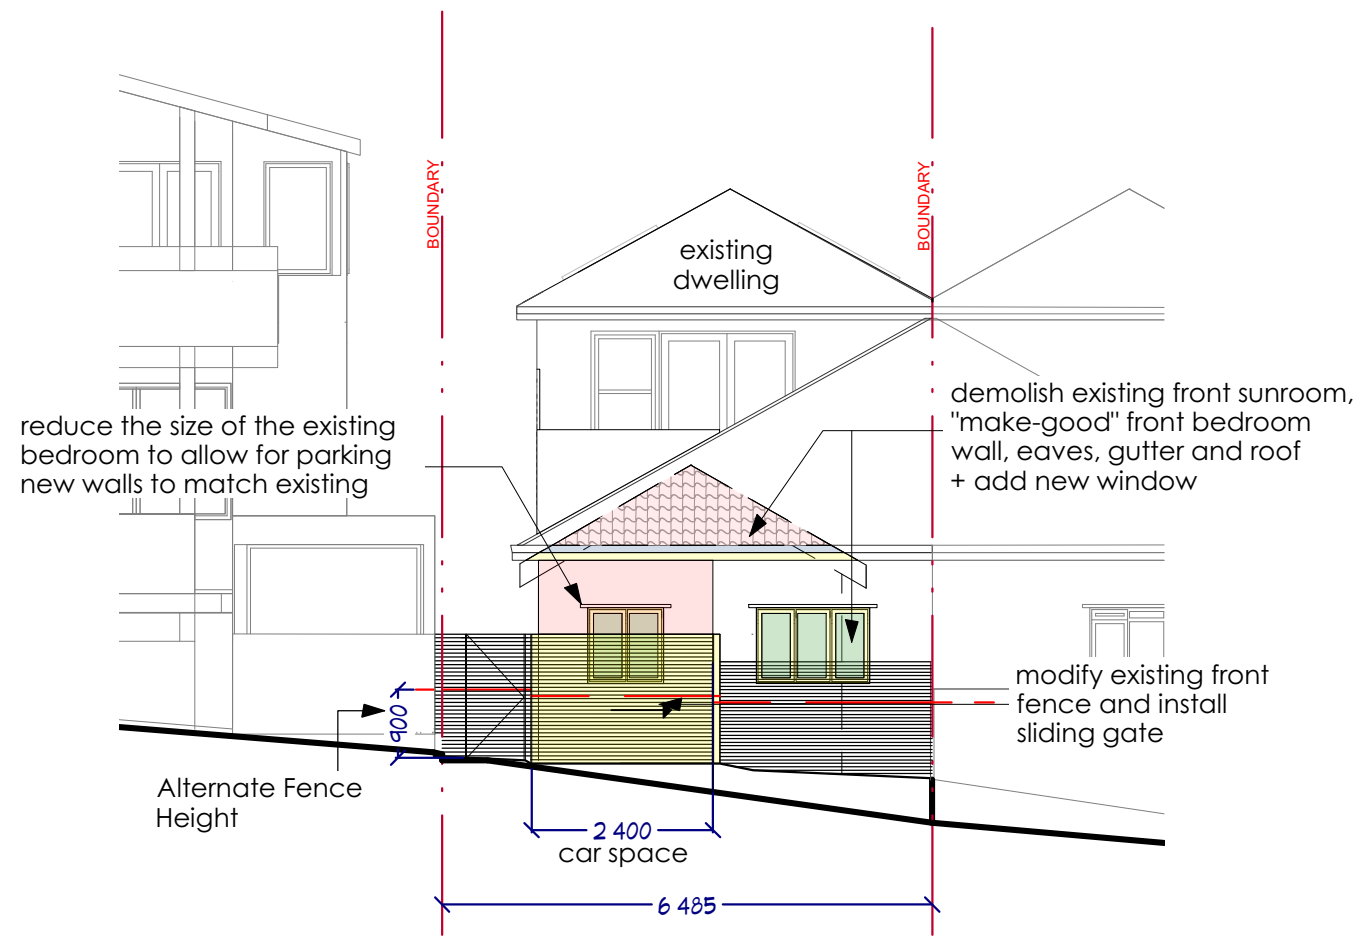 BOUNDARY
BOUNDARY
existing
dwelling
demolish existing front sunroom,
"make-good" front bedroom
wall, eaves, gutter and roof
+ add new window
reduce the size of the existing
bedroom to allow for parking
new walls to match existing
modify existing front
fence and install
sliding gate
900
Alternate Fence
Height
2 400
car space
6 485